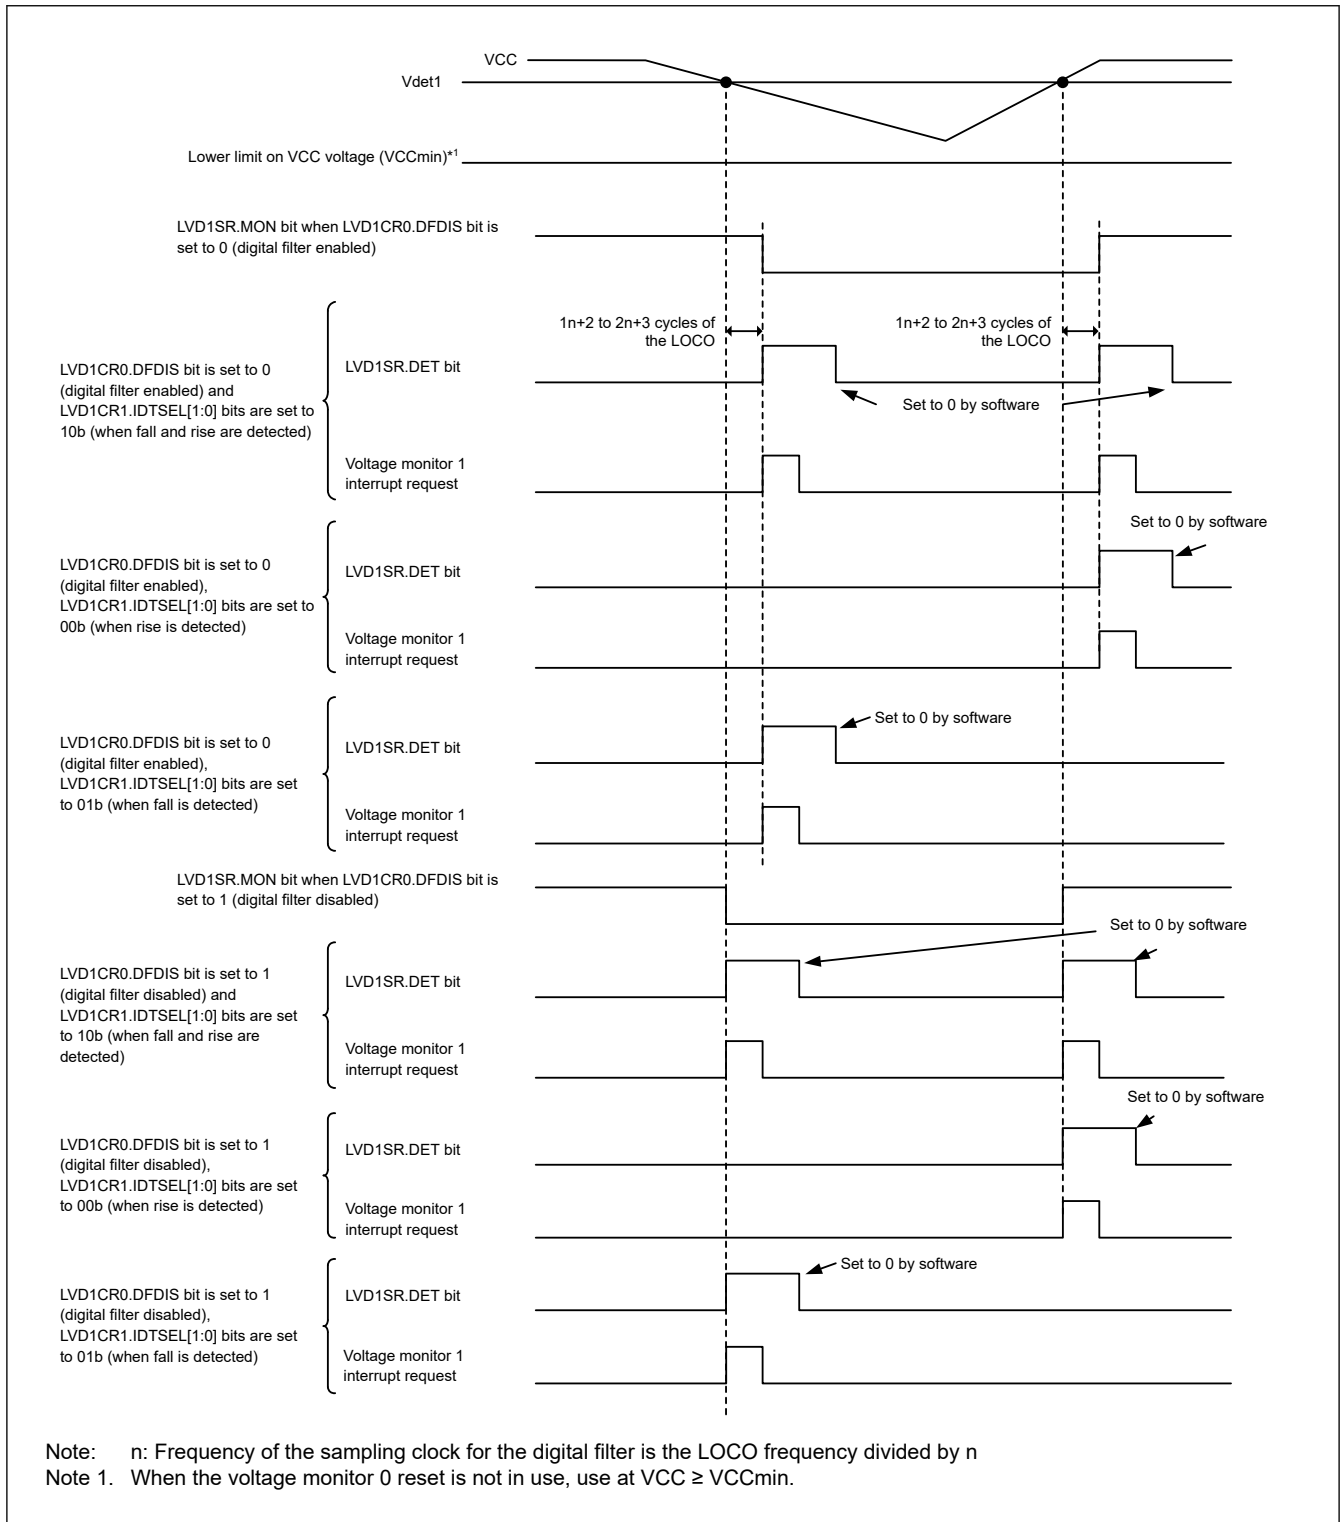 VCC
Vdet1
Lower limit on VCC voltage (VCCmin)*1
LVD1SR.MON bit when LVD1CR0.DFDIS bit is
set to 0 (digital filter enabled)
1n+2 to 2n+3 cycles of
the LOCO
1n+2 to 2n+3 cycles of
the LOCO
LVD1CR0.DFDIS bit is set to 0
(digital filter enabled) and
LVD1CR1.IDTSEL[1:0] bits are set to
10b (when fall and rise are detected)
LVD1SR.DET bit
Set to 0 by software
Voltage monitor 1
interrupt request
Set to 0 by software
LVD1CR0.DFDIS bit is set to 0
(digital filter enabled),
LVD1CR1.IDTSEL[1:0] bits are set to
00b (when rise is detected)
LVD1SR.DET bit
Voltage monitor 1
interrupt request
Set to 0 by software
LVD1CR0.DFDIS bit is set to 0
(digital filter enabled),
LVD1CR1.IDTSEL[1:0] bits are set
to 01b (when fall is detected)
LVD1SR.DET bit
Voltage monitor 1
interrupt request
LVD1SR.MON bit when LVD1CR0.DFDIS bit is
set to 1 (digital filter disabled)
Set to 0 by software
LVD1CR0.DFDIS bit is set to 1
(digital filter disabled) and
LVD1CR1.IDTSEL[1:0] bits are set
to 10b (when fall and rise are
detected)
LVD1SR.DET bit
Voltage monitor 1
interrupt request
Set to 0 by software
LVD1CR0.DFDIS bit is set to 1
(digital filter disabled),
LVD1CR1.IDTSEL[1:0] bits are set
to 00b (when rise is detected)
LVD1SR.DET bit
Voltage monitor 1
interrupt request
Set to 0 by software
LVD1CR0.DFDIS bit is set to 1
(digital filter disabled),
LVD1CR1.IDTSEL[1:0] bits are set
to 01b (when fall is detected)
LVD1SR.DET bit
Voltage monitor 1
interrupt request
Note: n: Frequency of the sampling clock for the digital filter is the LOCO frequency divided by n
Note 1. When the voltage monitor 0 reset is not in use, use at VCC ≥ VCCmin.